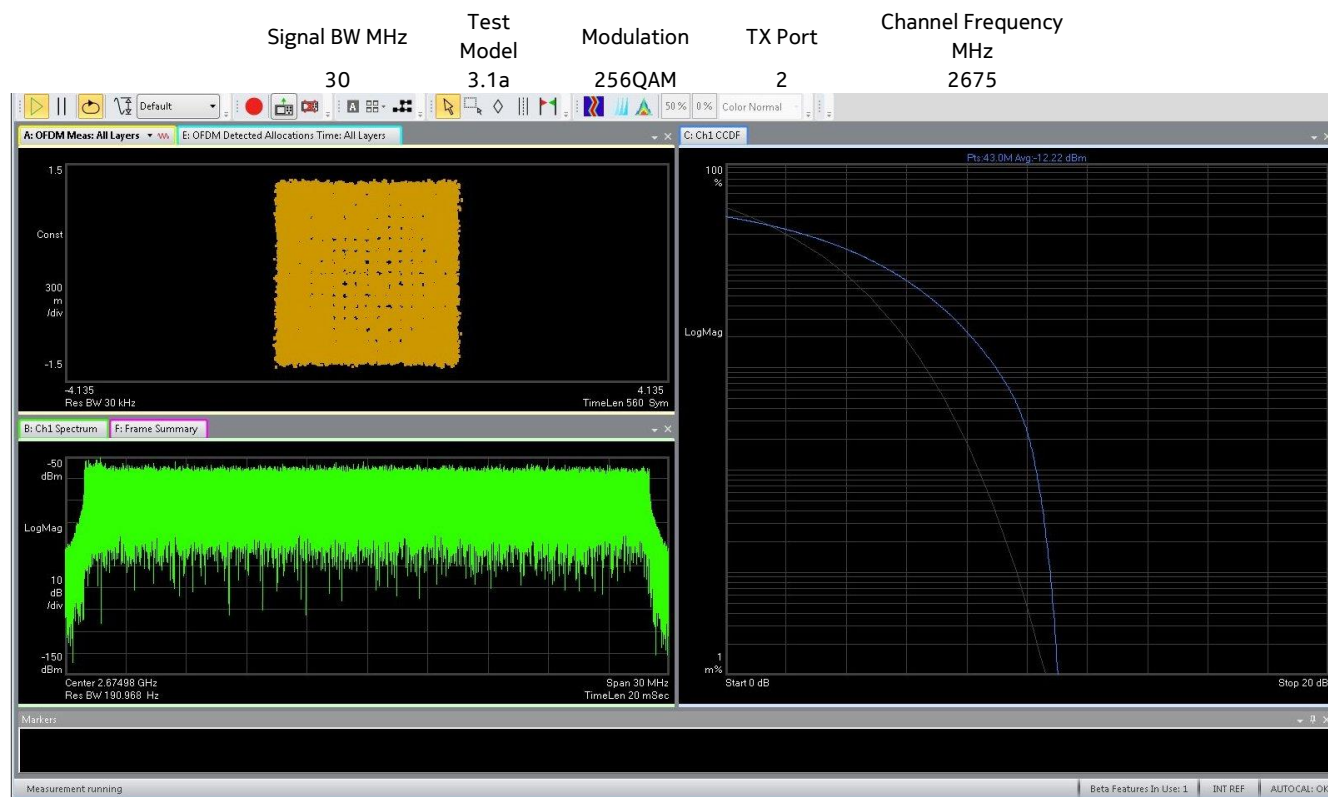 Signal BW MHz Test Model Modulation TX Port Channel Frequency MHz
30 3.1a 256QAM 2 2675
Default 50 % 0 % Color Normal
A: OFDM Meas: All Layers E: OFDM Detected Allocations Time: All Layers
1.5
Const
300
m
/div
-1.5
-4.135 4.135
Res BW 30 kHz TimeLen 560 Sym
B: Ch1 Spectrum F: Frame Summary
-50
dBm
LogMag
10
dB
/div
-150
dBm
Center 2.67498 GHz Span 30 MHz
Res BW 190.968 Hz TimeLen 20 mSec
C: Ch1 CCDF
Pts:43.0M Avg:-12.22 dBm
100
%
LogMag
1
m%
Start 0 dB Stop 20 dB
Markers
Measurement running Beta Features In Use: 1 INT REF AUTOCAL: OK